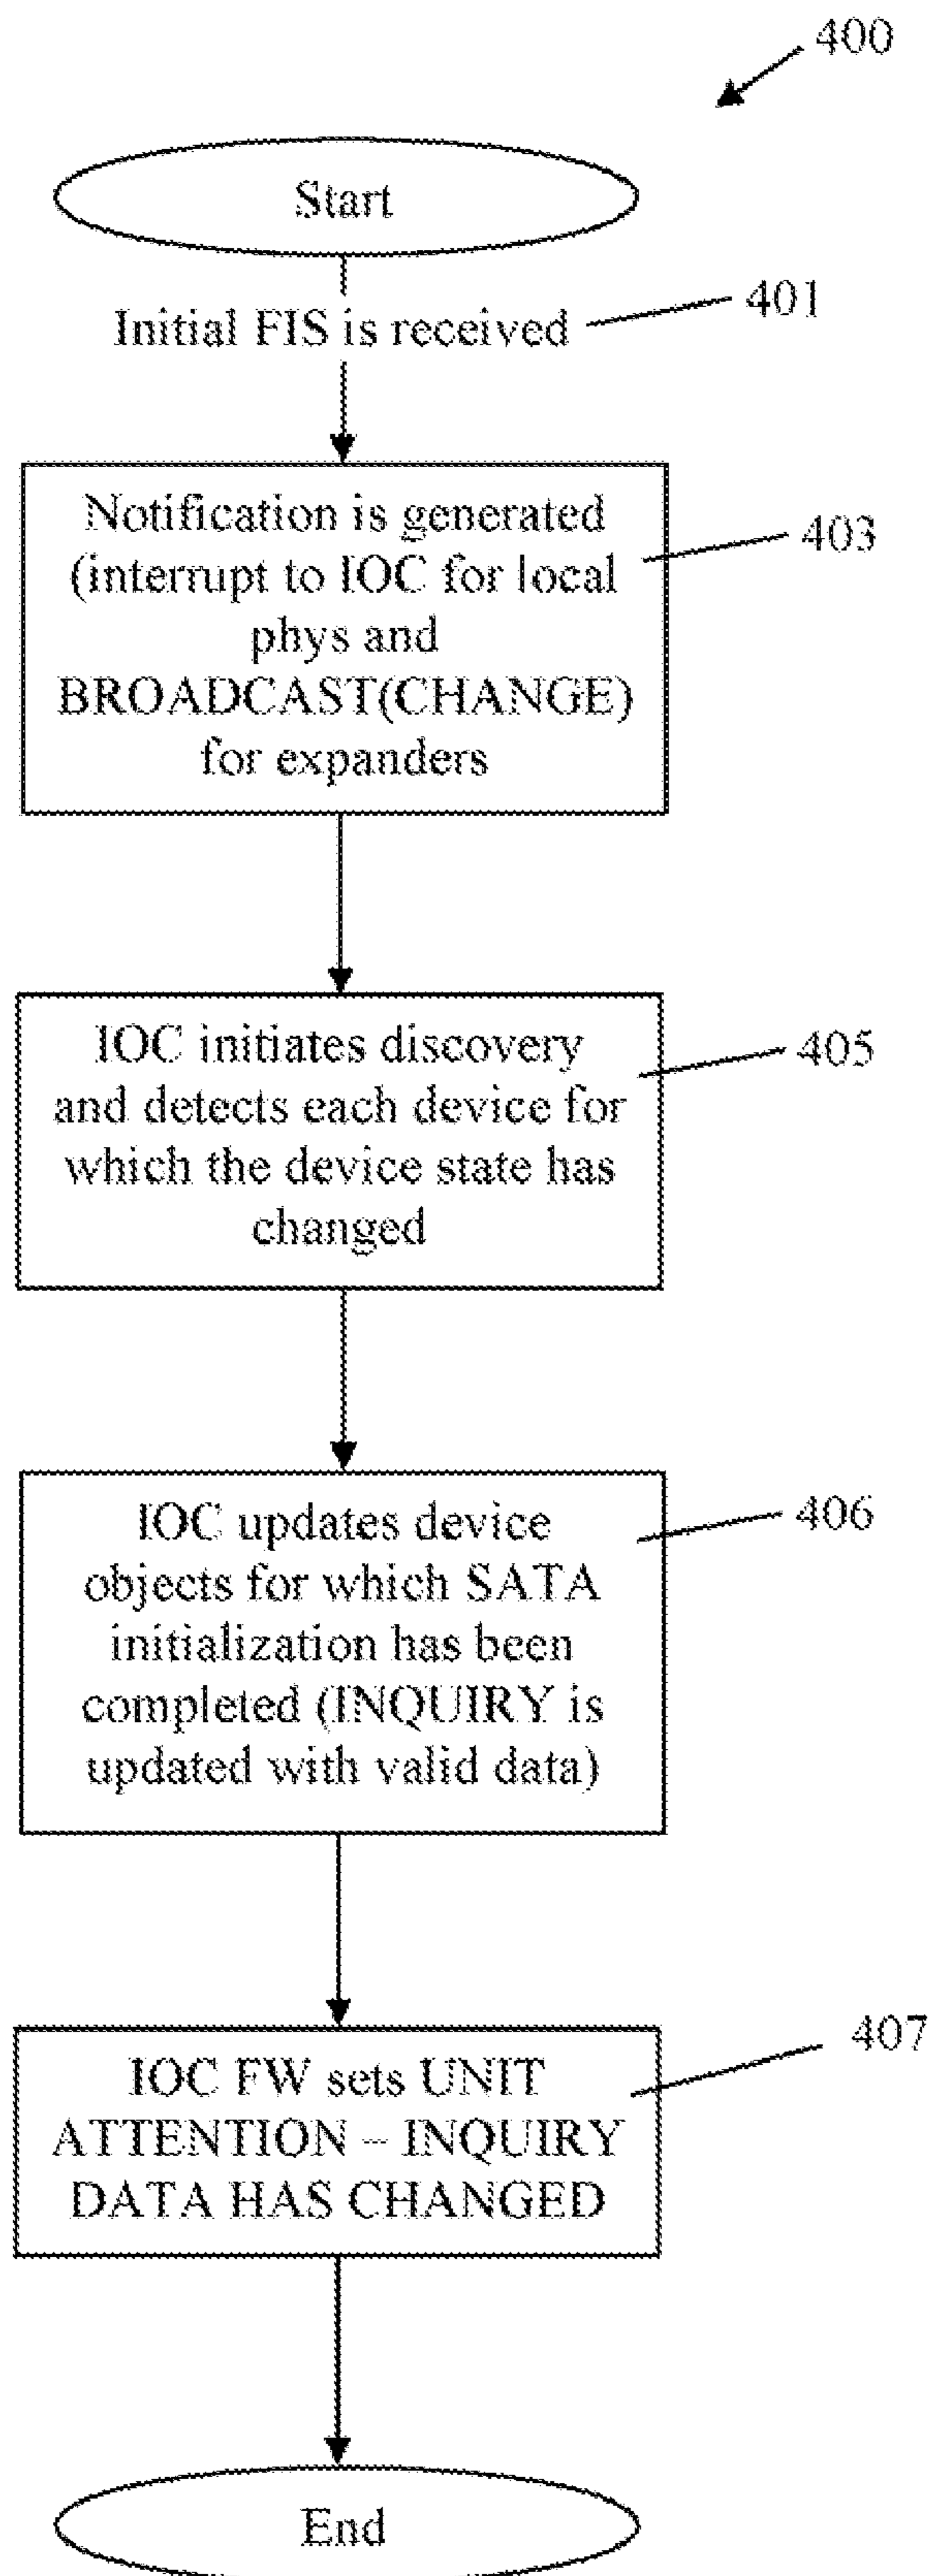 400
Start
Initial FIS is received
401
Notification is generated
(interrupt to IOC for local
phys and
BROADCAST(CHANGE)
for expanders
403
IOC initiates discovery
and detects each device for
which the device state has
changed
405
IOC updates device
objects for which SATA
initialization has been
completed (INQUIRY is
updated with valid data)
406
IOC FW sets UNIT
ATTENTION – INQUIRY
DATA HAS CHANGED
407
End